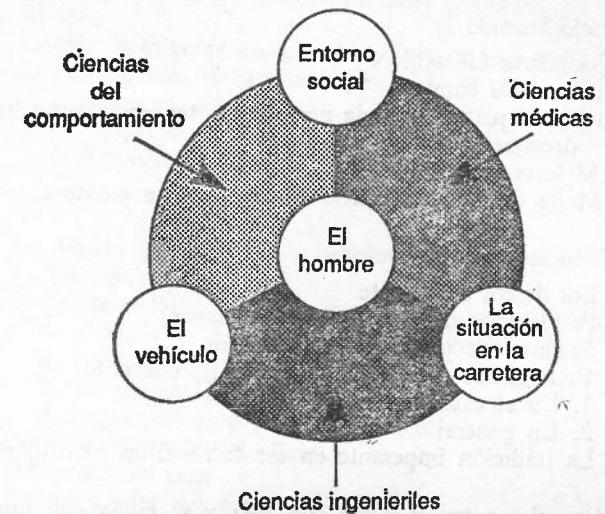 Entorno
social
Ciencias
del
comportamiento
Ciencias
médicas
El
hombre
El
vehículo
La
situación
en la
carretera
Ciencias ingenieriles